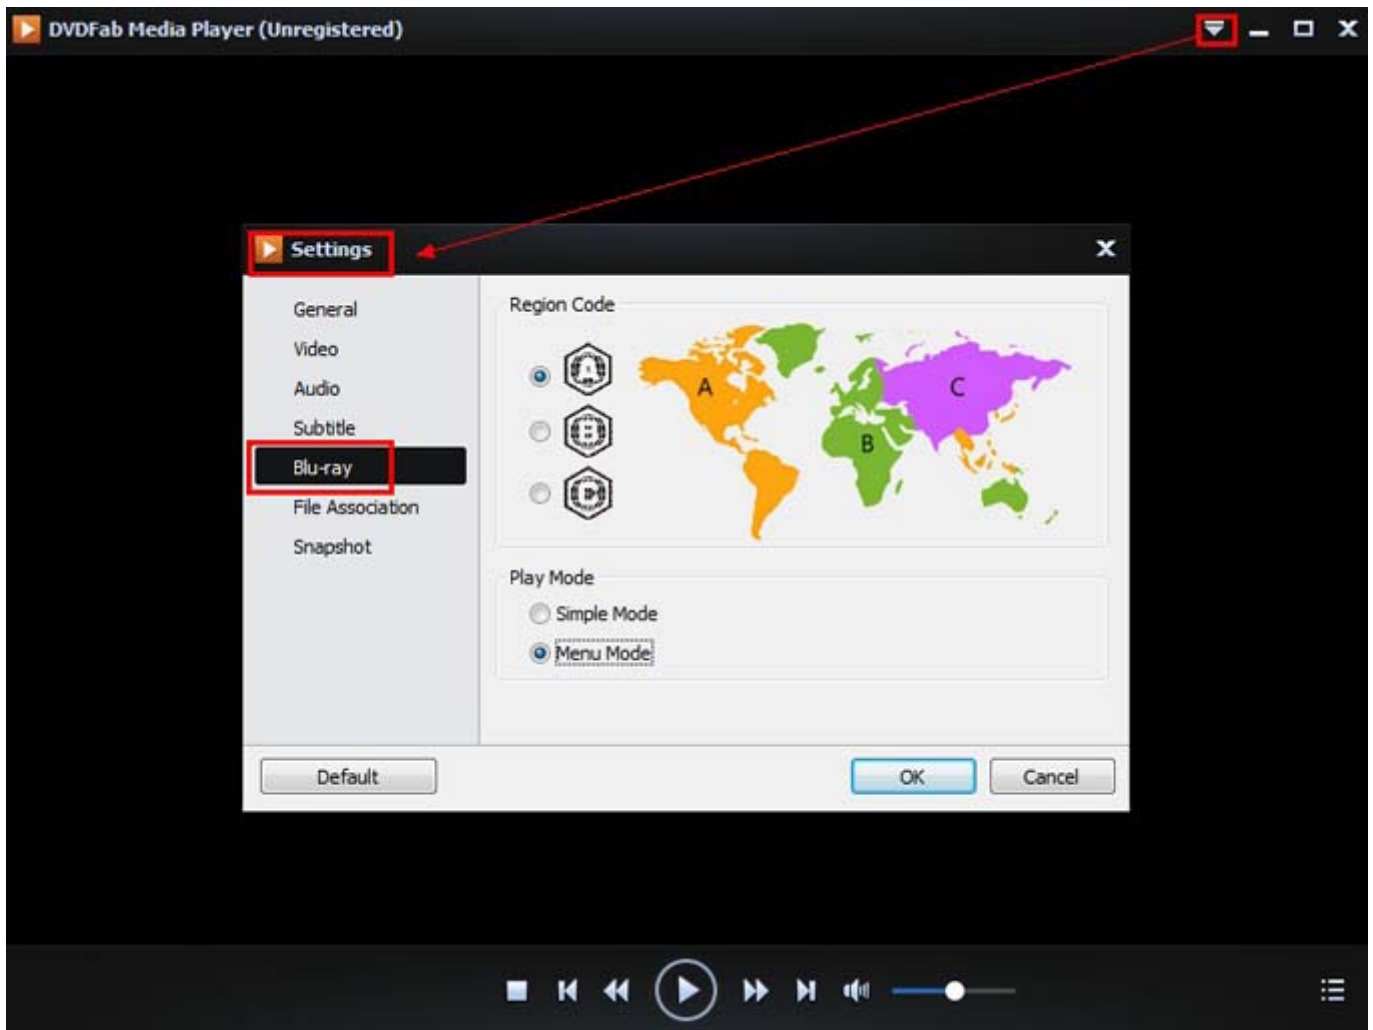 DVDFab Media Player (Unregistered)
Settings
General
Video
Audio
Subtitle
Blu-ray
File Association
Snapshot
Region Code
A
B
C
Play Mode
Simple Mode
Menu Mode
Default
OK
Cancel